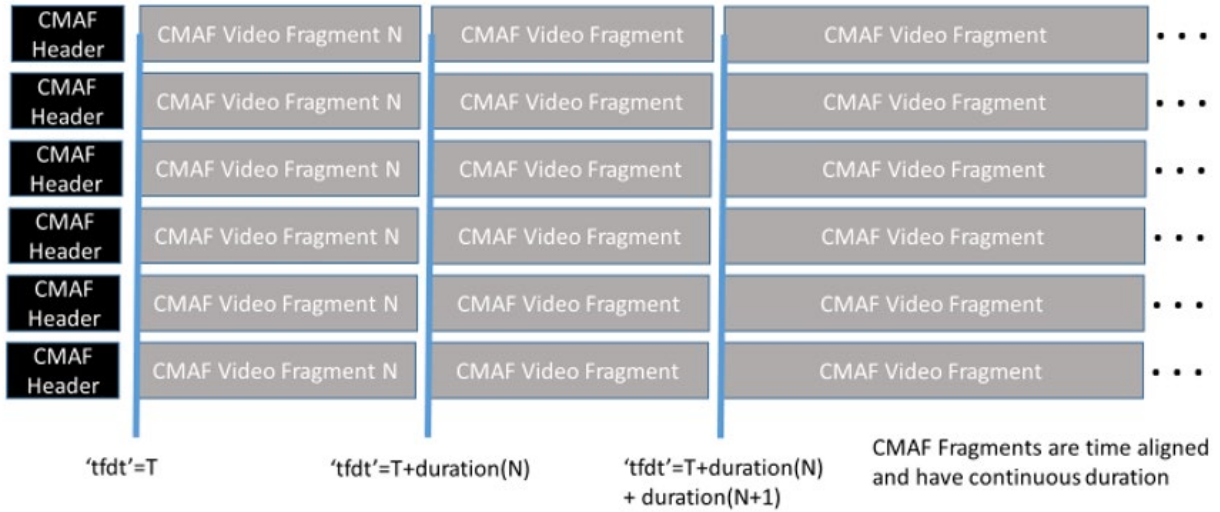 CMAF Header CMAF Video Fragment N CMAF Video Fragment CMAF Video Fragment ...
CMAF Header CMAF Video Fragment N CMAF Video Fragment CMAF Video Fragment ...
CMAF Header CMAF Video Fragment N CMAF Video Fragment CMAF Video Fragment ...
CMAF Header CMAF Video Fragment N CMAF Video Fragment CMAF Video Fragment ...
CMAF Header CMAF Video Fragment N CMAF Video Fragment CMAF Video Fragment ...
CMAF Header CMAF Video Fragment N CMAF Video Fragment CMAF Video Fragment ...
‘tfdt’=T
‘tfdt’=T+duration(N)
‘tfdt’=T+duration(N)
+ duration(N+1)
CMAF Fragments are time aligned
and have continuous duration